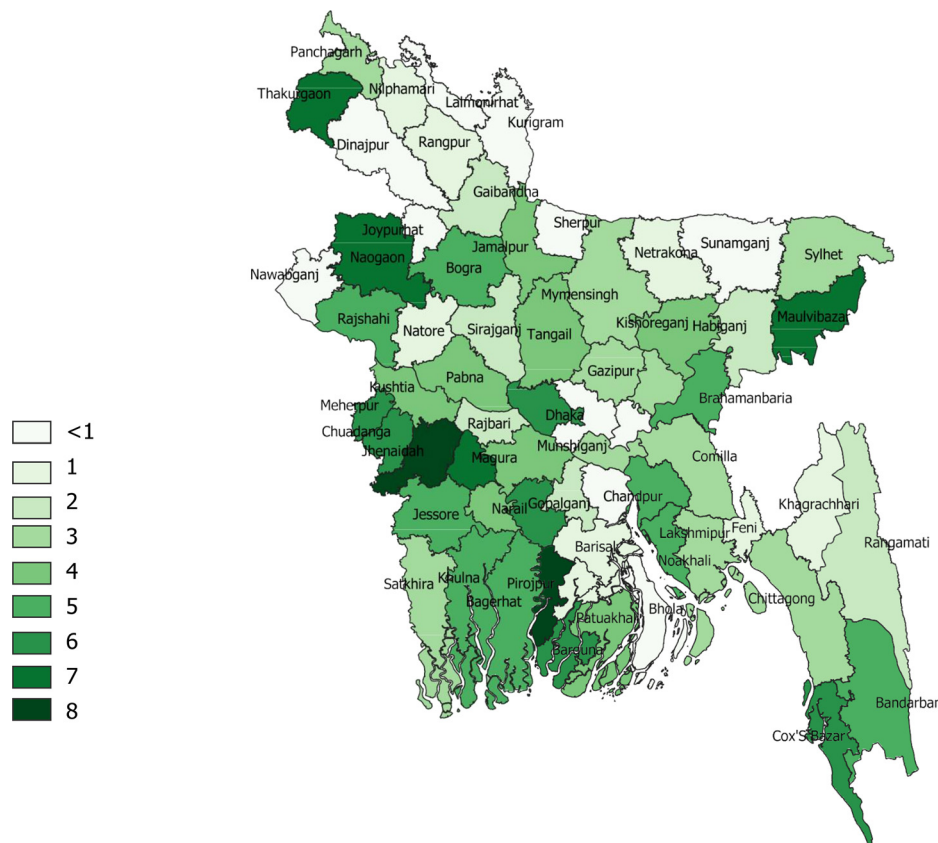 Panchagarh
Thakurgaon
Nilphamari
Lalmonirhat
Kurigram
Dinajpur
Rangpur
Gaibandha
Joypurhat
Naogaon
Nawabganj
Bogra
Jamalpur
Sherpur
Netrakona
Sunamganj
Sylhet
Mymensingh
Rajshahi
Natore
Sirajganj
Tangail
Kishoreganj
Habiganj
Maulvibazar
Kushtia
Pabna
Gazipur
Brahamanbaria
Meherpur
Dhaka
Chuadanga
Rajbari
Jhenaidah
Magura
Munshiganj
Comilla
Jessore
Narail
Gopalganj
Chandpur
Khagrachhari
Feni
Lakshmipur
Rangamati
Barisal
Noakhali
Satkhira
Khulna
Pirojpur
Bagerhat
Bhola
Chittagong
Patuakhali
Barguna
Bandarban
Cox'S Bazar
<1
1
2
3
4
5
6
7
8